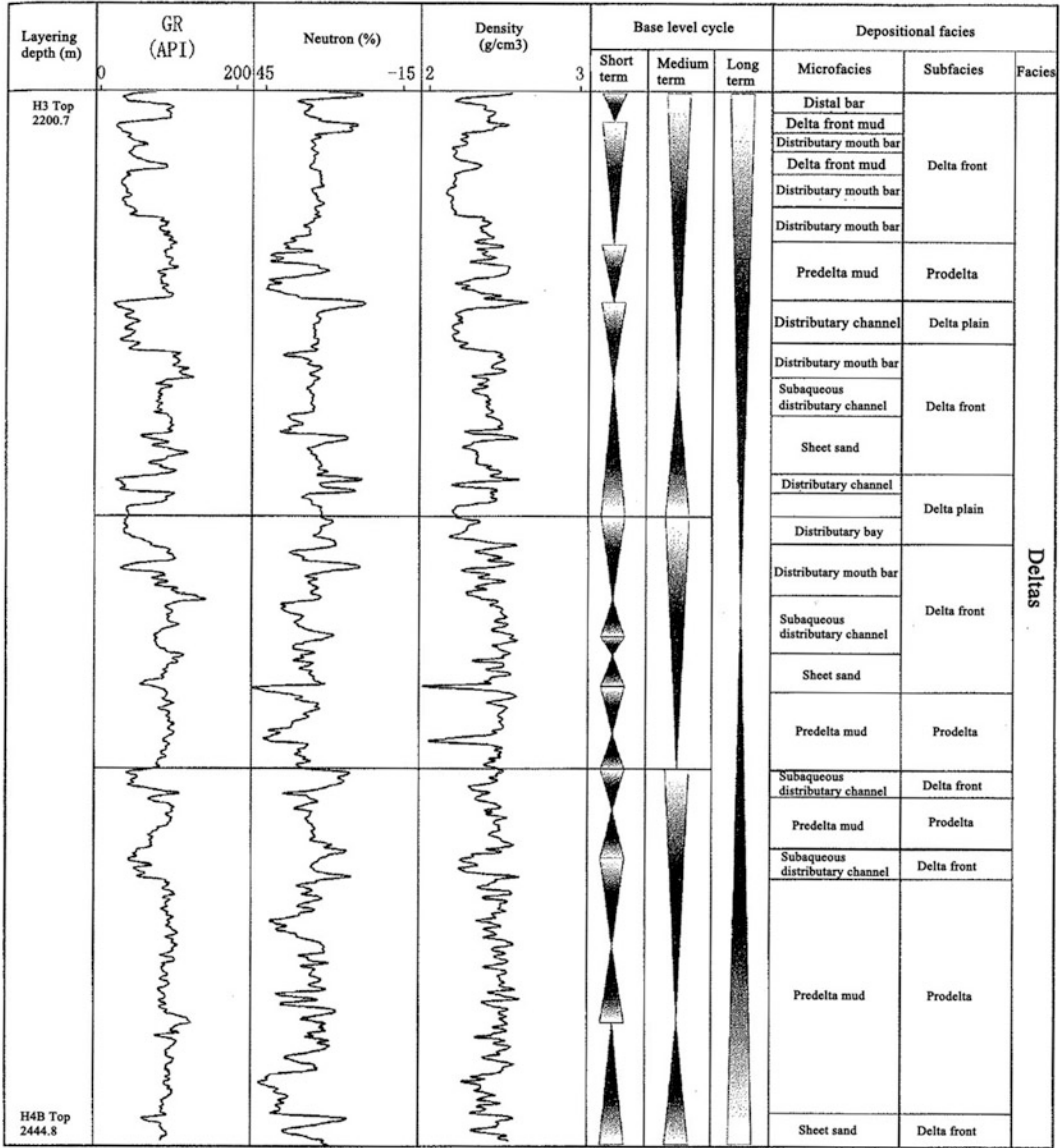 Layering
depth (m)
GR
(API)
0
200
Neutron (%)
45
-15
Density
(g/cm3)
2
3
Base level cycle
Short
term
Medium
term
Long
term
Depositional facies
Microfacies
Subfacies
Facies
H3 Top
2200.7
Distal bar
Delta front mud
Distributary mouth bar
Delta front mud
Distributary mouth bar
Distributary mouth bar
Delta front
Predelta mud
Prodelta
Distributary channel
Delta plain
Distributary mouth bar
Subaqueous
distributary channel
Sheet sand
Delta front
Distributary channel
Distributary bay
Delta plain
Distributary mouth bar
Subaqueous
distributary channel
Sheet sand
Delta front
Predelta mud
Prodelta
Subaqueous
distributary channel
Delta front
Predelta mud
Prodelta
Subaqueous
distributary channel
Delta front
Predelta mud
Prodelta
Sheet sand
Delta front
Deltas
H4B Top
2444.8